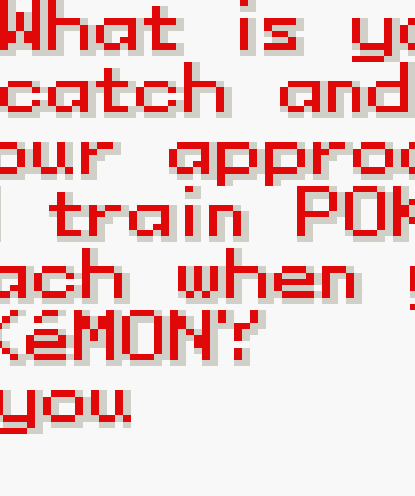 What is yo
catch and
our approa
train POK
ach when
KéMON?
you